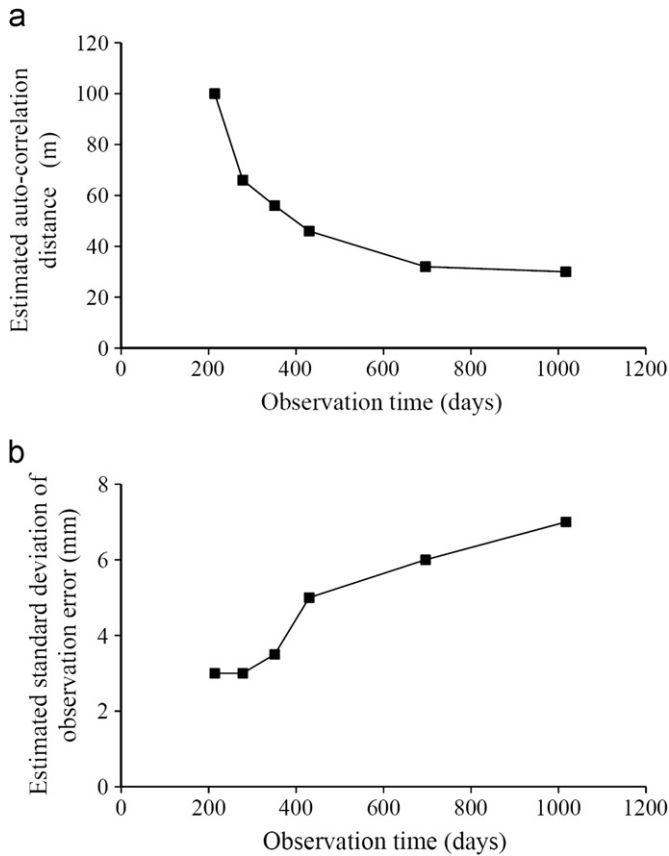 a
120
100
80
60
40
20
0
Estimated auto-correlation
distance (m)
0 200 400 600 800 1000 1200
Observation time (days)
b
8
6
4
2
0
Estimated standard deviation of
observation error (mm)
0 200 400 600 800 1000 1200
Observation time (days)